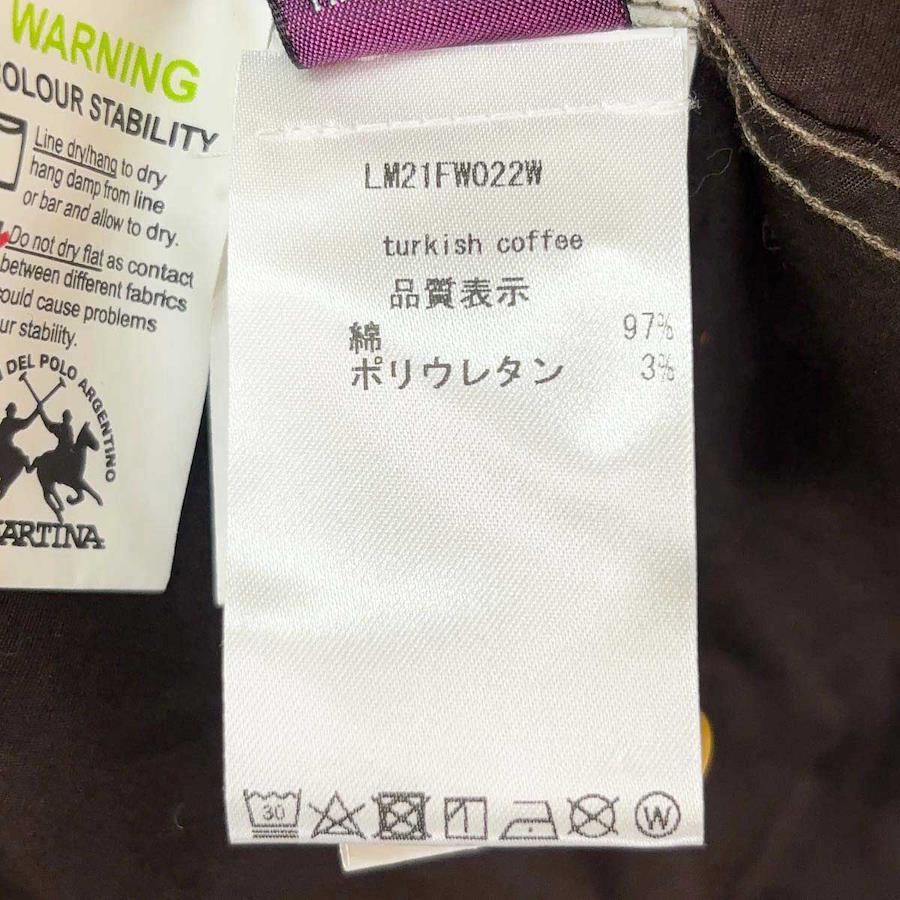 WARNING
COLOUR STABILITY
Line dry/hang to dry
hang damp from line
or bar and allow to dry.
Do not dry flat as contact
between different fabrics
could cause problems
stability.
DEL POLO ARGENTINO
MARTINA
LM21FW022W
turkish coffee
品質表示
綿 97%
ポリウレタン 3%
30
W